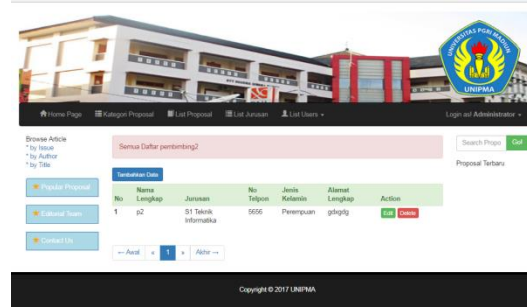 UNIVERSITAS PGRI MADIUN
UNIPMA
Home Page Kategori Proposal List Proposal List Jurusan List Users Login as! Administrator
Browse Article
* by Issue
* by Author
* by Title
Popular Proposal
Editorial Team
Contact Us
Semua Daftar pembimbing2
Tambahkan Data
No Nama Lengkap Jurusan No Telpon Jenis Kelamin Alamat Lengkap Action
1 p2 S1 Teknik Informatika 5656 Perempuan gdxgdg Edit Delete
← Awal « 1 » Akhir →
Search Propo Go!
Proposal Terbaru
Copyright © 2017 UNIPMA